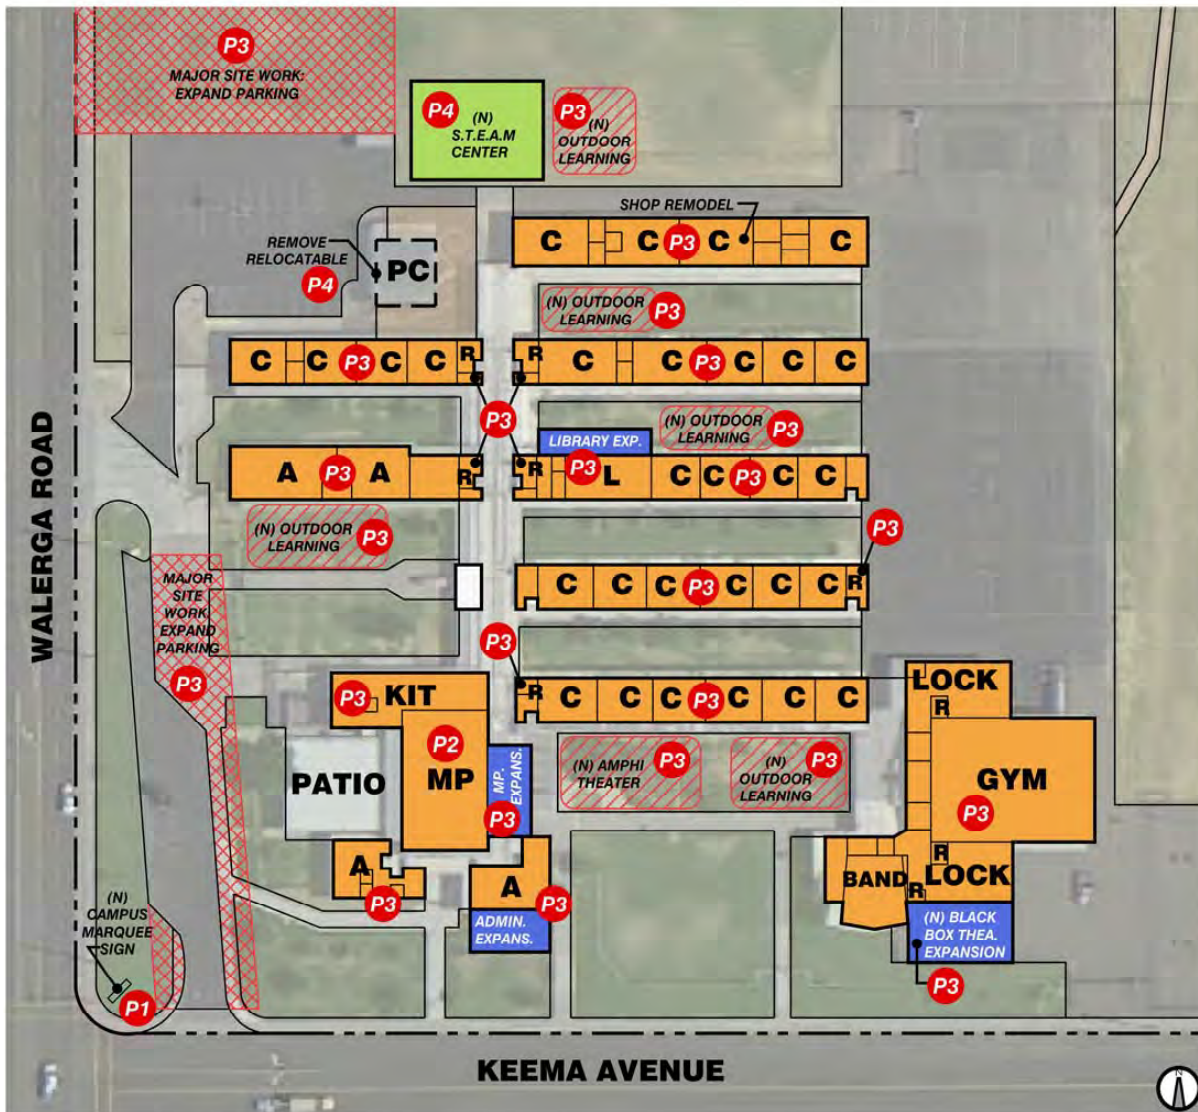 P3
MAJOR SITE WORK:
EXPAND PARKING
P4
(N)
S.T.E.A.M
CENTER
P3
(N)
OUTDOOR
LEARNING
SHOP REMODEL
C C P3 C C
REMOVE
RELOCATABLE
P4
PC
(N) OUTDOOR
LEARNING
P3
C C P3 C C R
R C C P3 C C C
P3
(N) OUTDOOR
LEARNING
P3
LIBRARY EXP.
P3
A P3 A R
R L C C P3 C C
(N) OUTDOOR
LEARNING
P3
P3
WALERGA ROAD
MAJOR
SITE
WORK:
EXPAND
PARKING
P3
C C C P3 C C C R
P3
R C C C P3 C C C
P3 KIT
P2
MP
MP.
EXPANS.
P3
PATIO
(N) AMPHI
THEATER
P3
(N)
OUTDOOR
LEARNING
P3
LOCK
R
GYM
P3
R
LOCK
BAND
R
A
P3
A
P3
ADMIN.
EXPANS.
(N) BLACK
BOX THEA.
EXPANSION
P3
(N)
CAMPUS
MARQUEE
SIGN
P1
KEEMA AVENUE
N